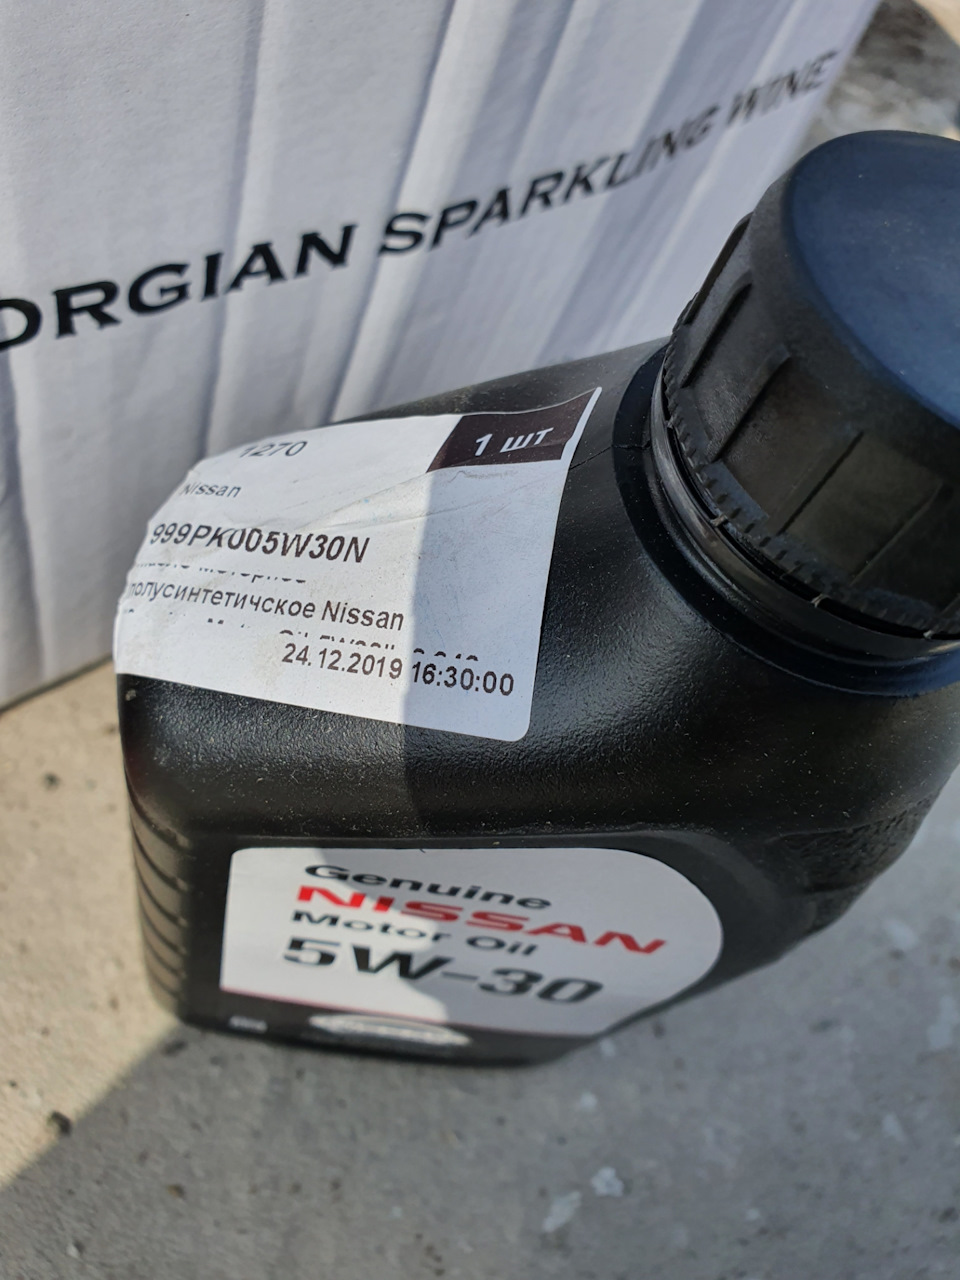 ORGIAN SPARKLING WINE
1270
1 шт
Nissan
999PK005W30N
полусинтетичское Nissan
24.12.2019 16:30:00
Genuine
NISSAN
Motor Oil
5W-30